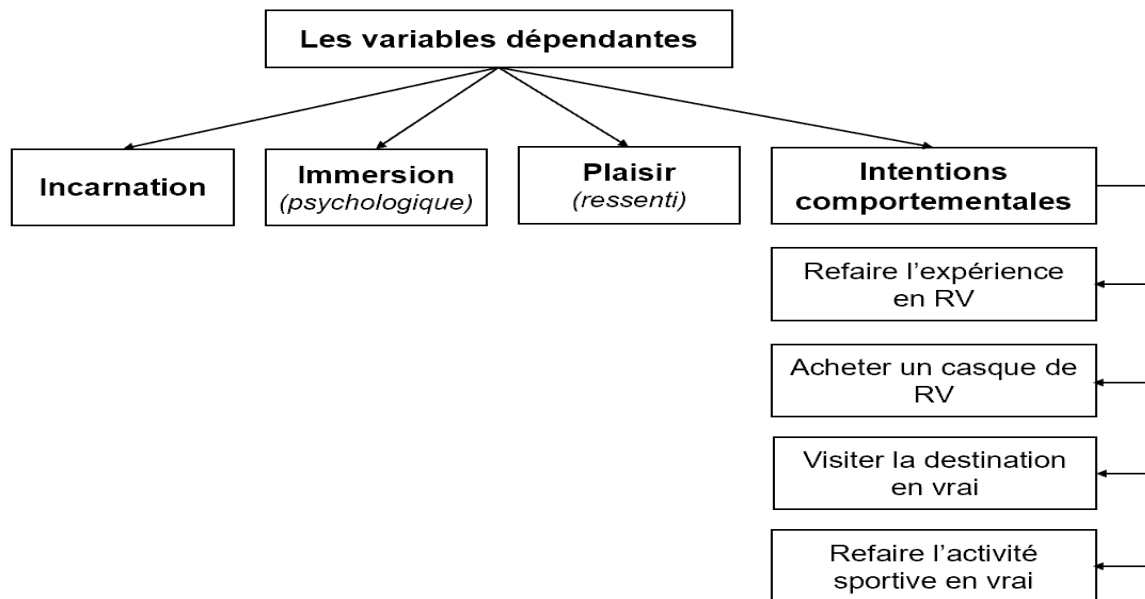 Les variables dépendantes
Incarnation
Immersion
(psychologique)
Plaisir
(ressenti)
Intentions
comportementales
Refaire l’expérience
en RV
Acheter un casque de
RV
Visiter la destination
en vrai
Refaire l’activité
sportive en vrai